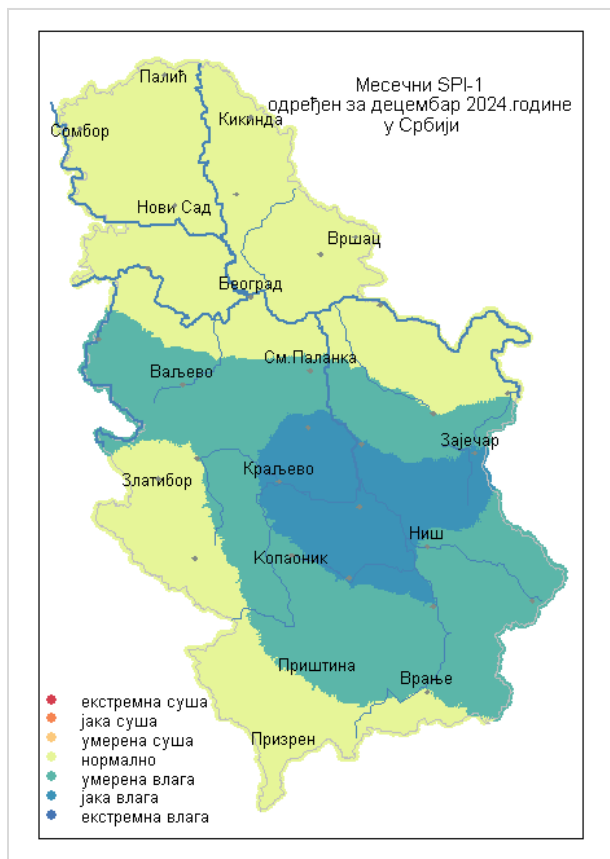 Месечни SPI-1
одређен за децембар 2024.године
у Србији
Палић
Кикинда
Сомбор
Нови Сад
Вршац
Београд
См.Паланка
Ваљево
Зајечар
Краљево
Златибор
Ниш
Копаоник
Приштина
Врање
Призрен
екстремна суша
јака суша
умерена суша
нормално
умерена влага
јака влага
екстремна влага